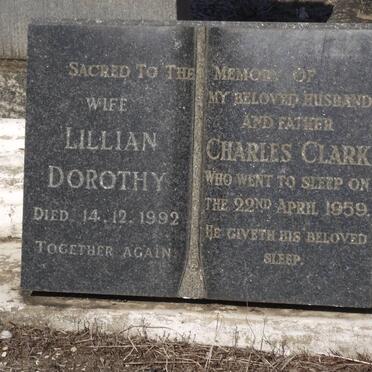 SACRED TO THE MEMORY OF
WIFE
LILLIAN
DOROTHY
DIED 14.12.1992
TOGETHER AGAIN
MY BELOVED HUSBAND
AND FATHER
CHARLES CLARK
WHO WENT TO SLEEP ON
THE 22ND APRIL 1959.
HE GIVETH HIS BELOVED
SLEEP.